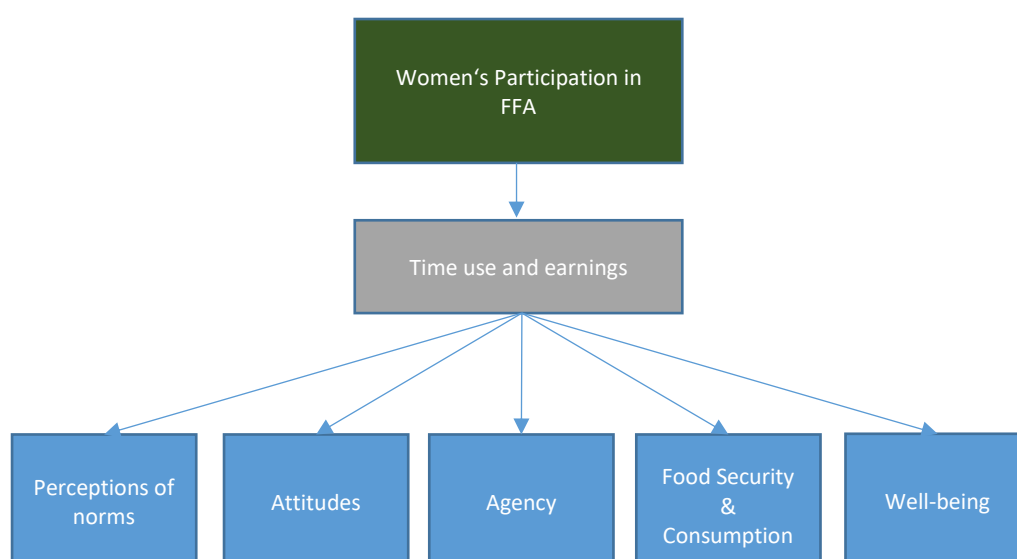 Women‘s Participation in
FFA
Time use and earnings
Perceptions of
norms
Attitudes
Agency
Food Security
&
Consumption
Well-being